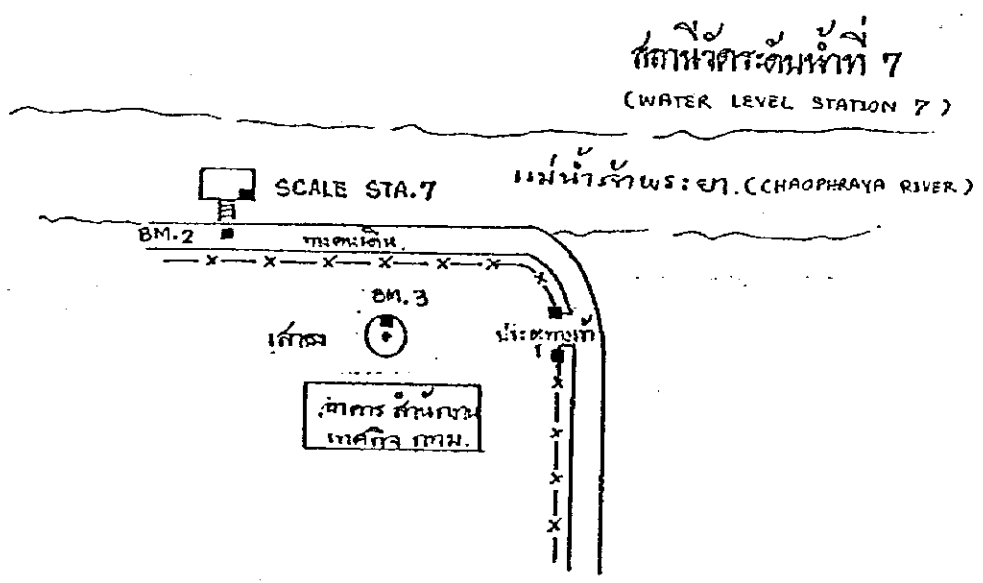 สถานีวัดระดับน้ำที่ 7
(WATER LEVEL STATION 7)
แม่น้ำเจ้าพระยา (CHAOPHRAYA RIVER)
SCALE STA.7
BM.2
ทางคนเดิน
BM.3
เสาธง
ประตูทางเข้า
อาคาร สำนักงาน
เทศกิจ กทม.